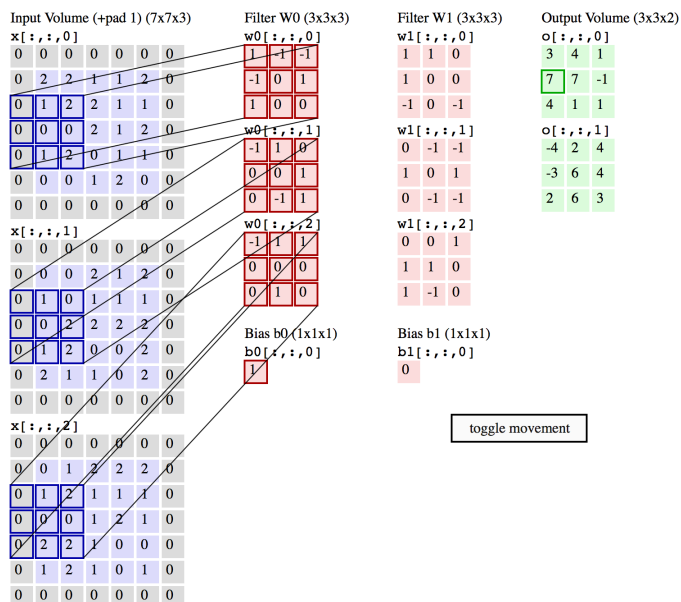 Input Volume (+pad 1) (7x7x3)
x[:,:,0]
0 0 0 0 0 0 0
0 2 2 1 1 2 0
0 1 2 2 1 1 0
0 0 0 2 1 2 0
0 1 2 0 1 1 0
0 0 0 1 2 0 0
0 0 0 0 0 0 0
x[:,:,1]
0 0 0 0 0 0 0
0 0 0 2 1 2 0
0 1 0 1 1 1 0
0 0 2 2 2 2 0
0 1 2 0 0 2 0
0 2 1 1 0 2 0
0 0 0 0 0 0 0
x[:,:,2]
0 0 0 0 0 0 0
0 0 1 2 2 2 0
0 1 2 1 1 1 0
0 0 0 1 2 1 0
0 2 2 1 0 0 0
0 1 2 1 0 1 0
0 0 0 0 0 0 0
Filter W0 (3x3x3)
w0[:,:,0]
1 -1 -1
-1 0 1
1 0 0
w0[:,:,1]
-1 1 0
0 0 1
0 -1 1
w0[:,:,2]
-1 1 1
0 0 0
0 1 0
Bias b0 (1x1x1)
b0[:,:,0]
1
Filter W1 (3x3x3)
w1[:,:,0]
1 1 0
1 0 0
-1 0 -1
w1[:,:,1]
0 -1 -1
1 0 1
0 -1 -1
w1[:,:,2]
0 0 1
1 1 0
1 -1 0
Bias b1 (1x1x1)
b1[:,:,0]
0
Output Volume (3x3x2)
o[:,:,0]
3 4 1
7 7 -1
4 1 1
o[:,:,1]
-4 2 4
-3 6 4
2 6 3
toggle movement